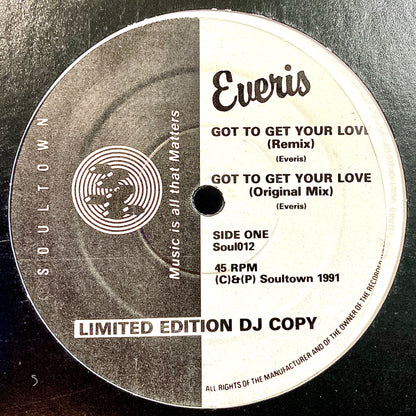 SOULTOWN
Music is all that Matters
Everis
GOT TO GET YOUR LOVE
(Remix)
(Everis)
GOT TO GET YOUR LOVE
(Original Mix)
(Everis)
SIDE ONE
Soul012
45 RPM
(C)&(P) Soultown 1991
LIMITED EDITION DJ COPY
ALL RIGHTS OF THE MANUFACTURER AND OF THE OWNER OF THE RECORDED